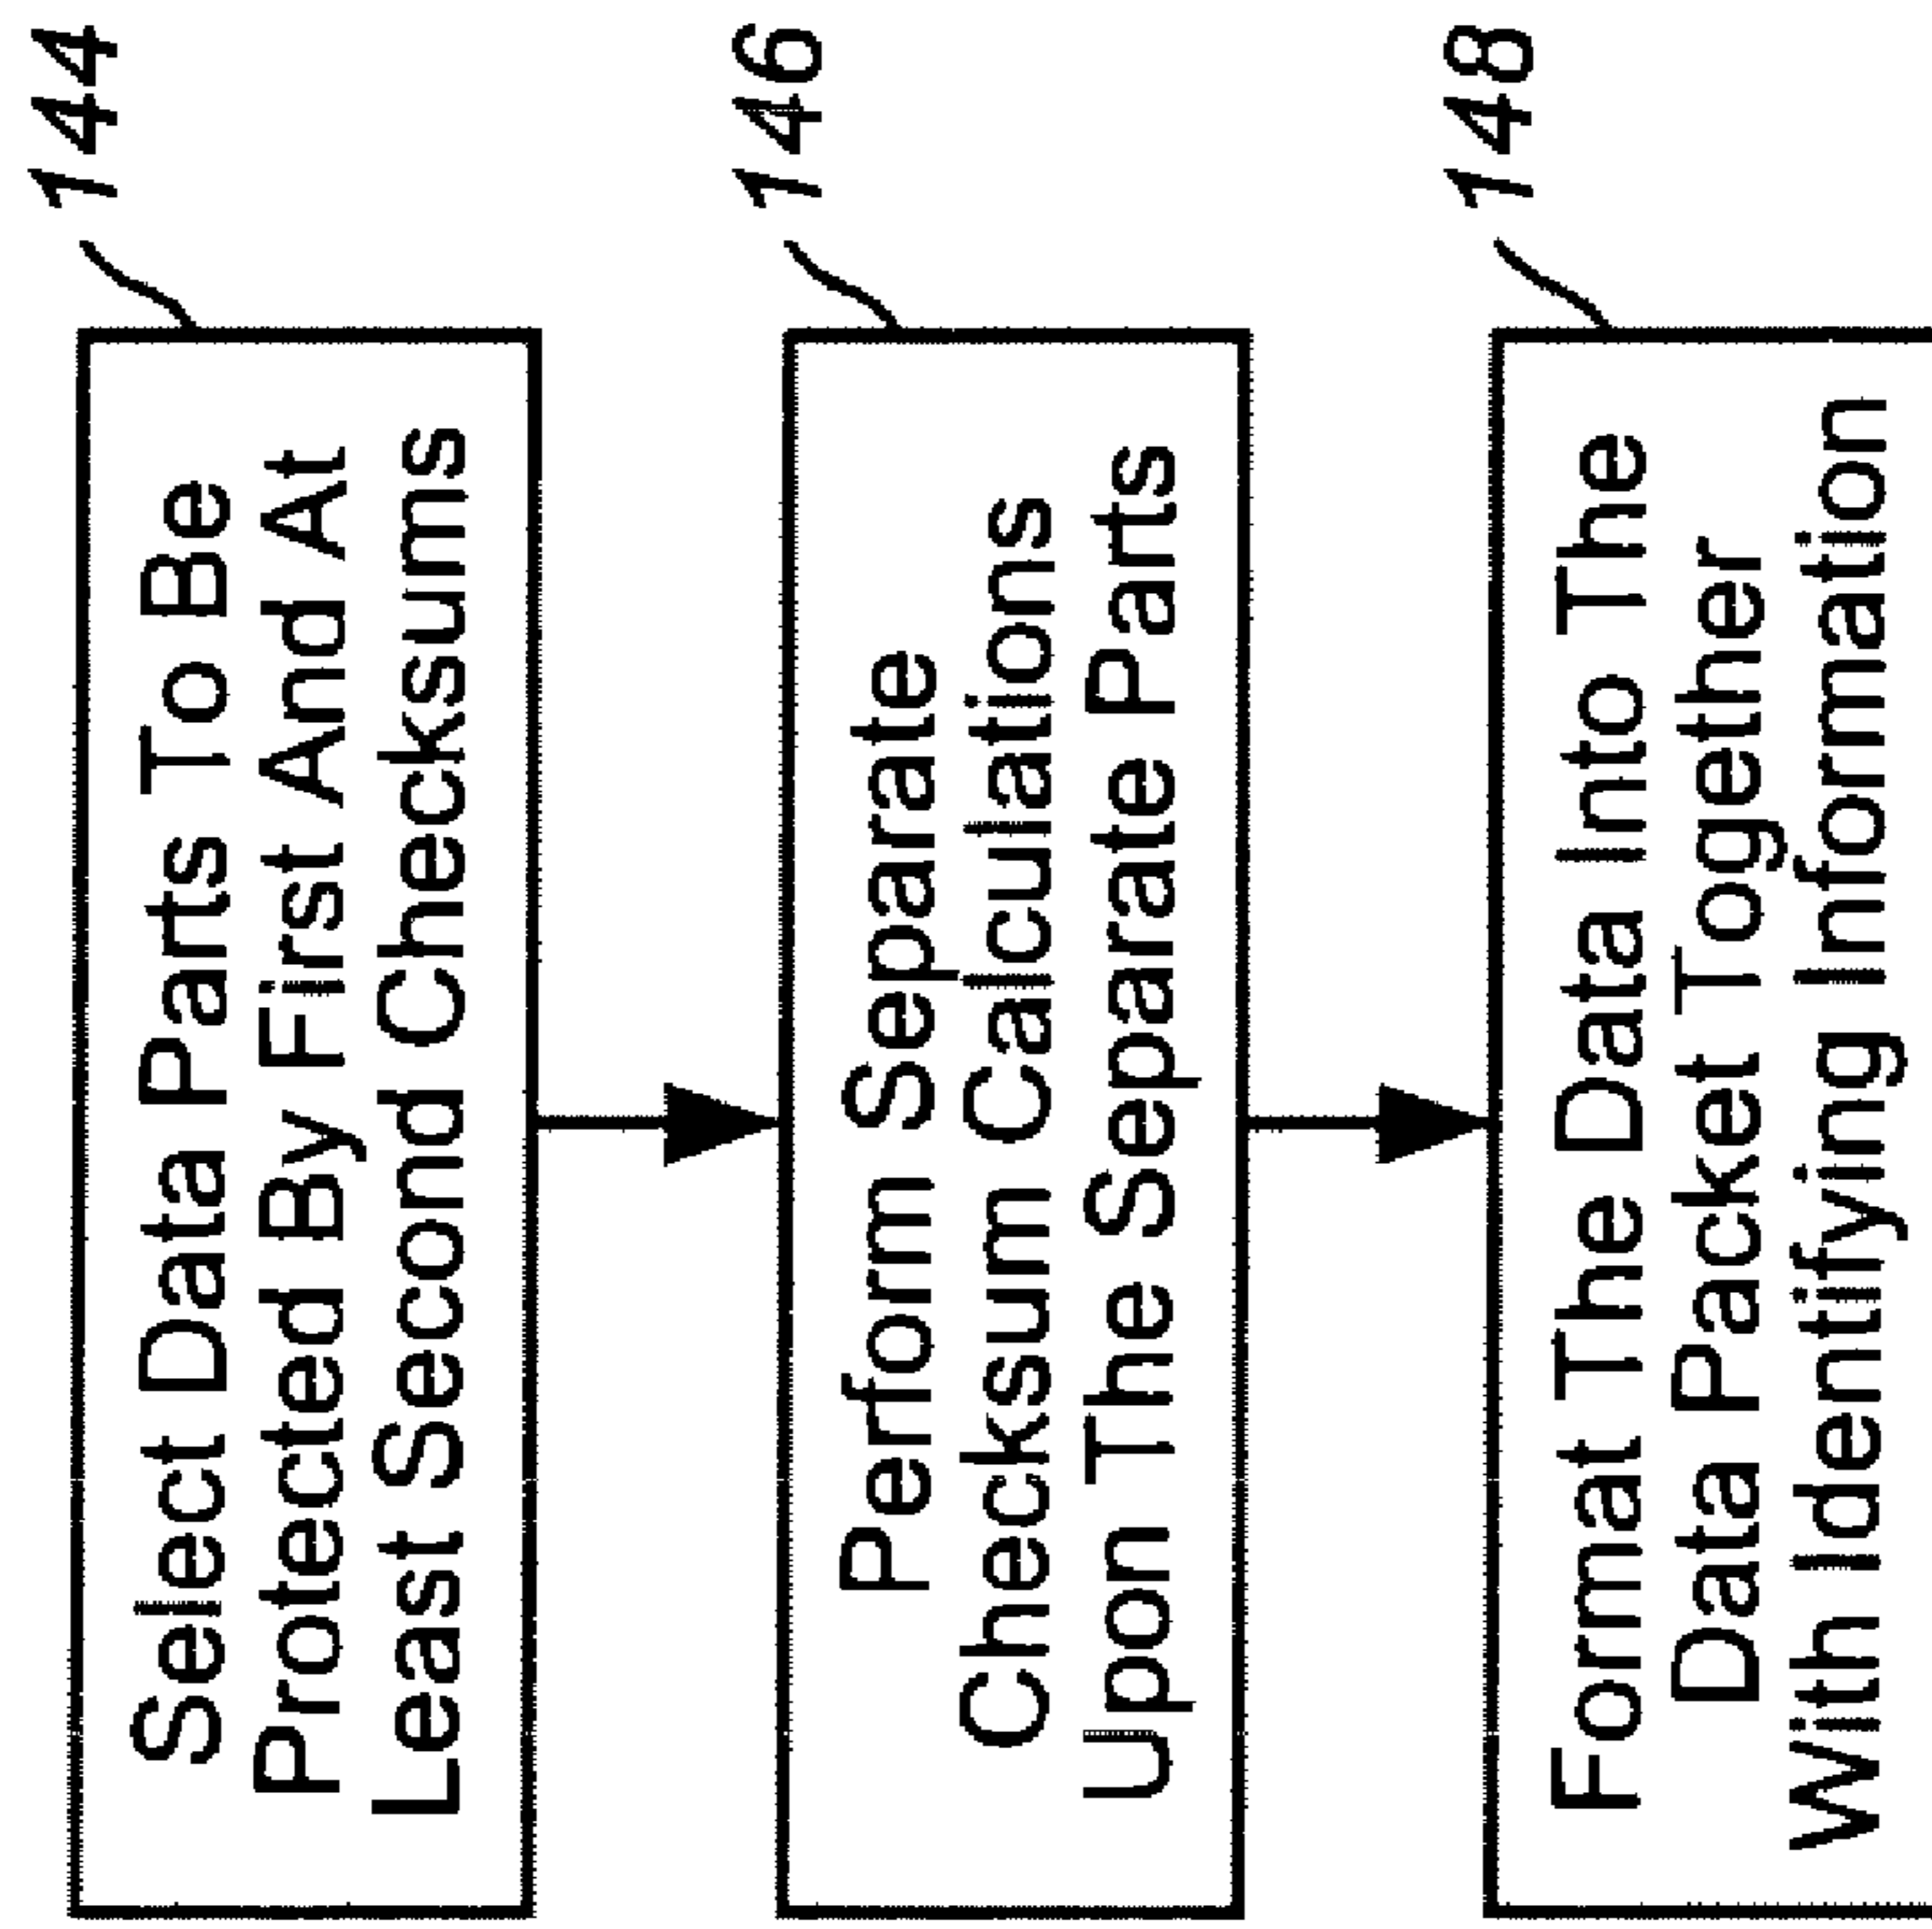 144
Select Data Parts To Be
Protected By First And At
Least Second Checksums
146
Perform Separate
Checksum Calculations
Upon The Separate Parts
148
Format The Data Into The
Data Packet Together
With Identifying Information